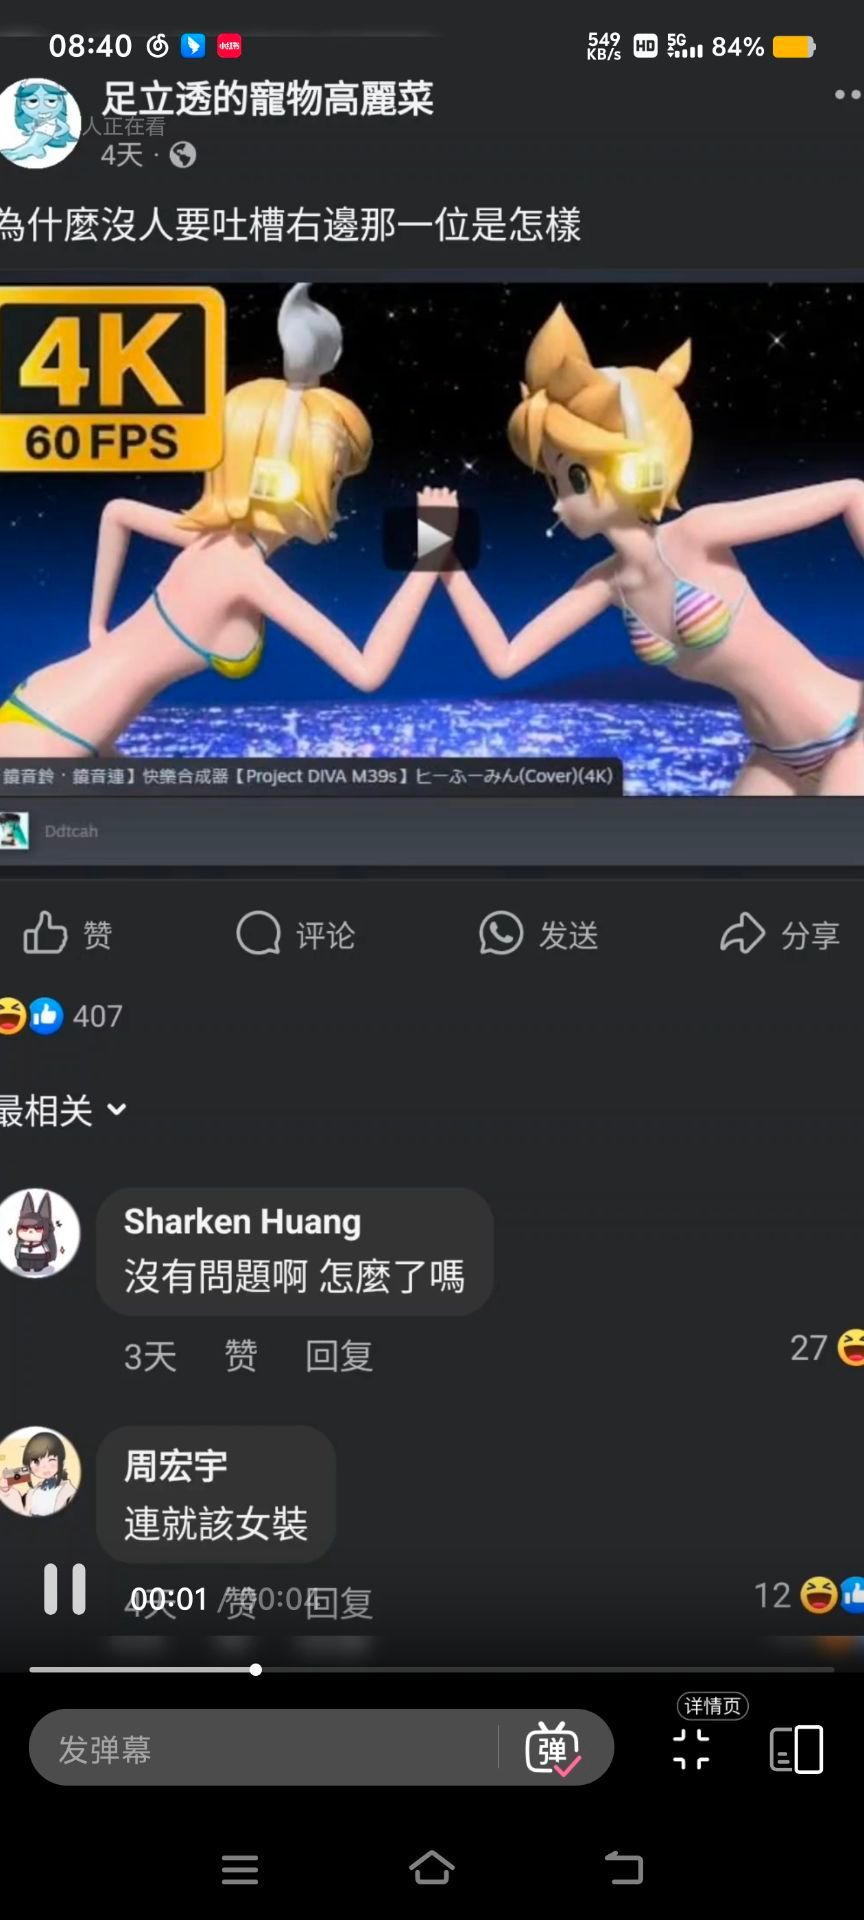 08:40
小红书
549 KB/s HD 5G 84%
足立透的寵物高麗菜
人正在看
4天 ·
為什麼沒人要吐槽右邊那一位是怎樣
4K
60 FPS
鏡音鈴・鏡音連】快樂合成器【Project DIVA M39s】ヒーふーみん(Cover)(4K)
Ddtcah
赞 评论 发送 分享
407
最相关
Sharken Huang
沒有問題啊 怎麼了嗎
3天 赞 回复 27
周宏宇
連就該女裝
4天 赞 回复 12
00:01 / 00:04
详情页
发弹幕 弹